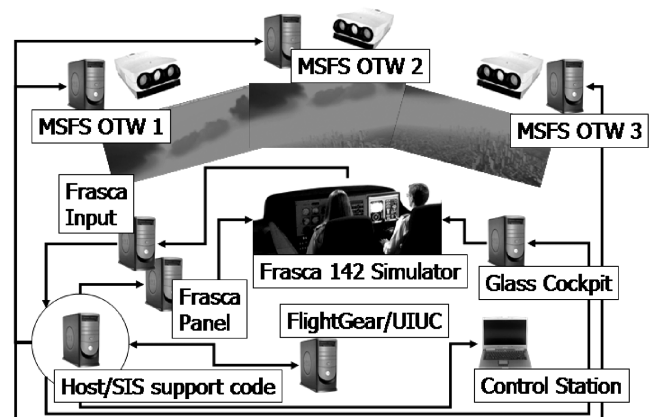 MSFS OTW 2
MSFS OTW 1
MSFS OTW 3
Frasca
Input
Frasca 142 Simulator
Glass Cockpit
Frasca
Panel
FlightGear/UIUC
Host/SIS support code
Control Station